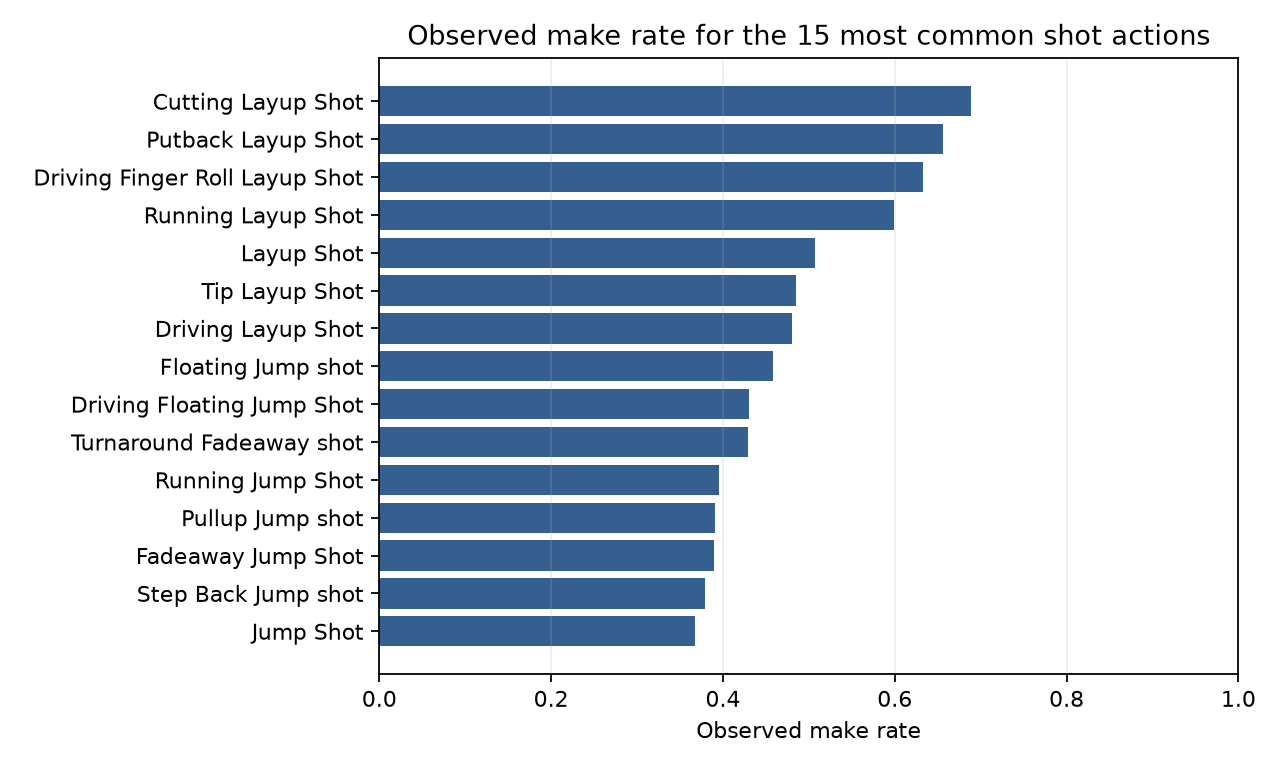 Observed make rate for the 15 most common shot actions
Cutting Layup Shot
Putback Layup Shot
Driving Finger Roll Layup Shot
Running Layup Shot
Layup Shot
Tip Layup Shot
Driving Layup Shot
Floating Jump shot
Driving Floating Jump Shot
Turnaround Fadeaway shot
Running Jump Shot
Pullup Jump shot
Fadeaway Jump Shot
Step Back Jump shot
Jump Shot
0.0 0.2 0.4 0.6 0.8 1.0
Observed make rate